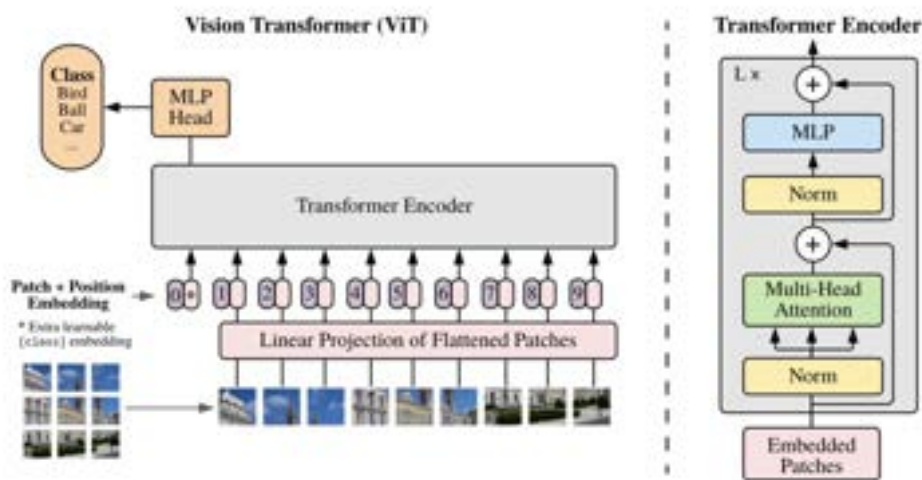 Vision Transformer (ViT)
Class
Bird
Ball
Car
...
MLP
Head
Transformer Encoder
Patch + Position
Embedding
0 * 1 2 3 4 5 6 7 8 9
* Extra learnable
[class] embedding
Linear Projection of Flattened Patches
Transformer Encoder
L ×
+
MLP
Norm
+
Multi-Head
Attention
Norm
Embedded
Patches